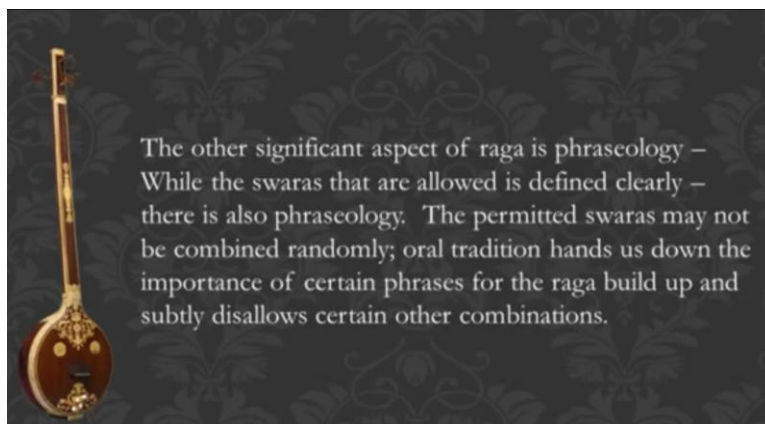 The other significant aspect of raga is phraseology –
While the swaras that are allowed is defined clearly –
there is also phraseology.  The permitted swaras may not
be combined randomly; oral tradition hands us down the
importance of certain phrases for the raga build up and
subtly disallows certain other combinations.